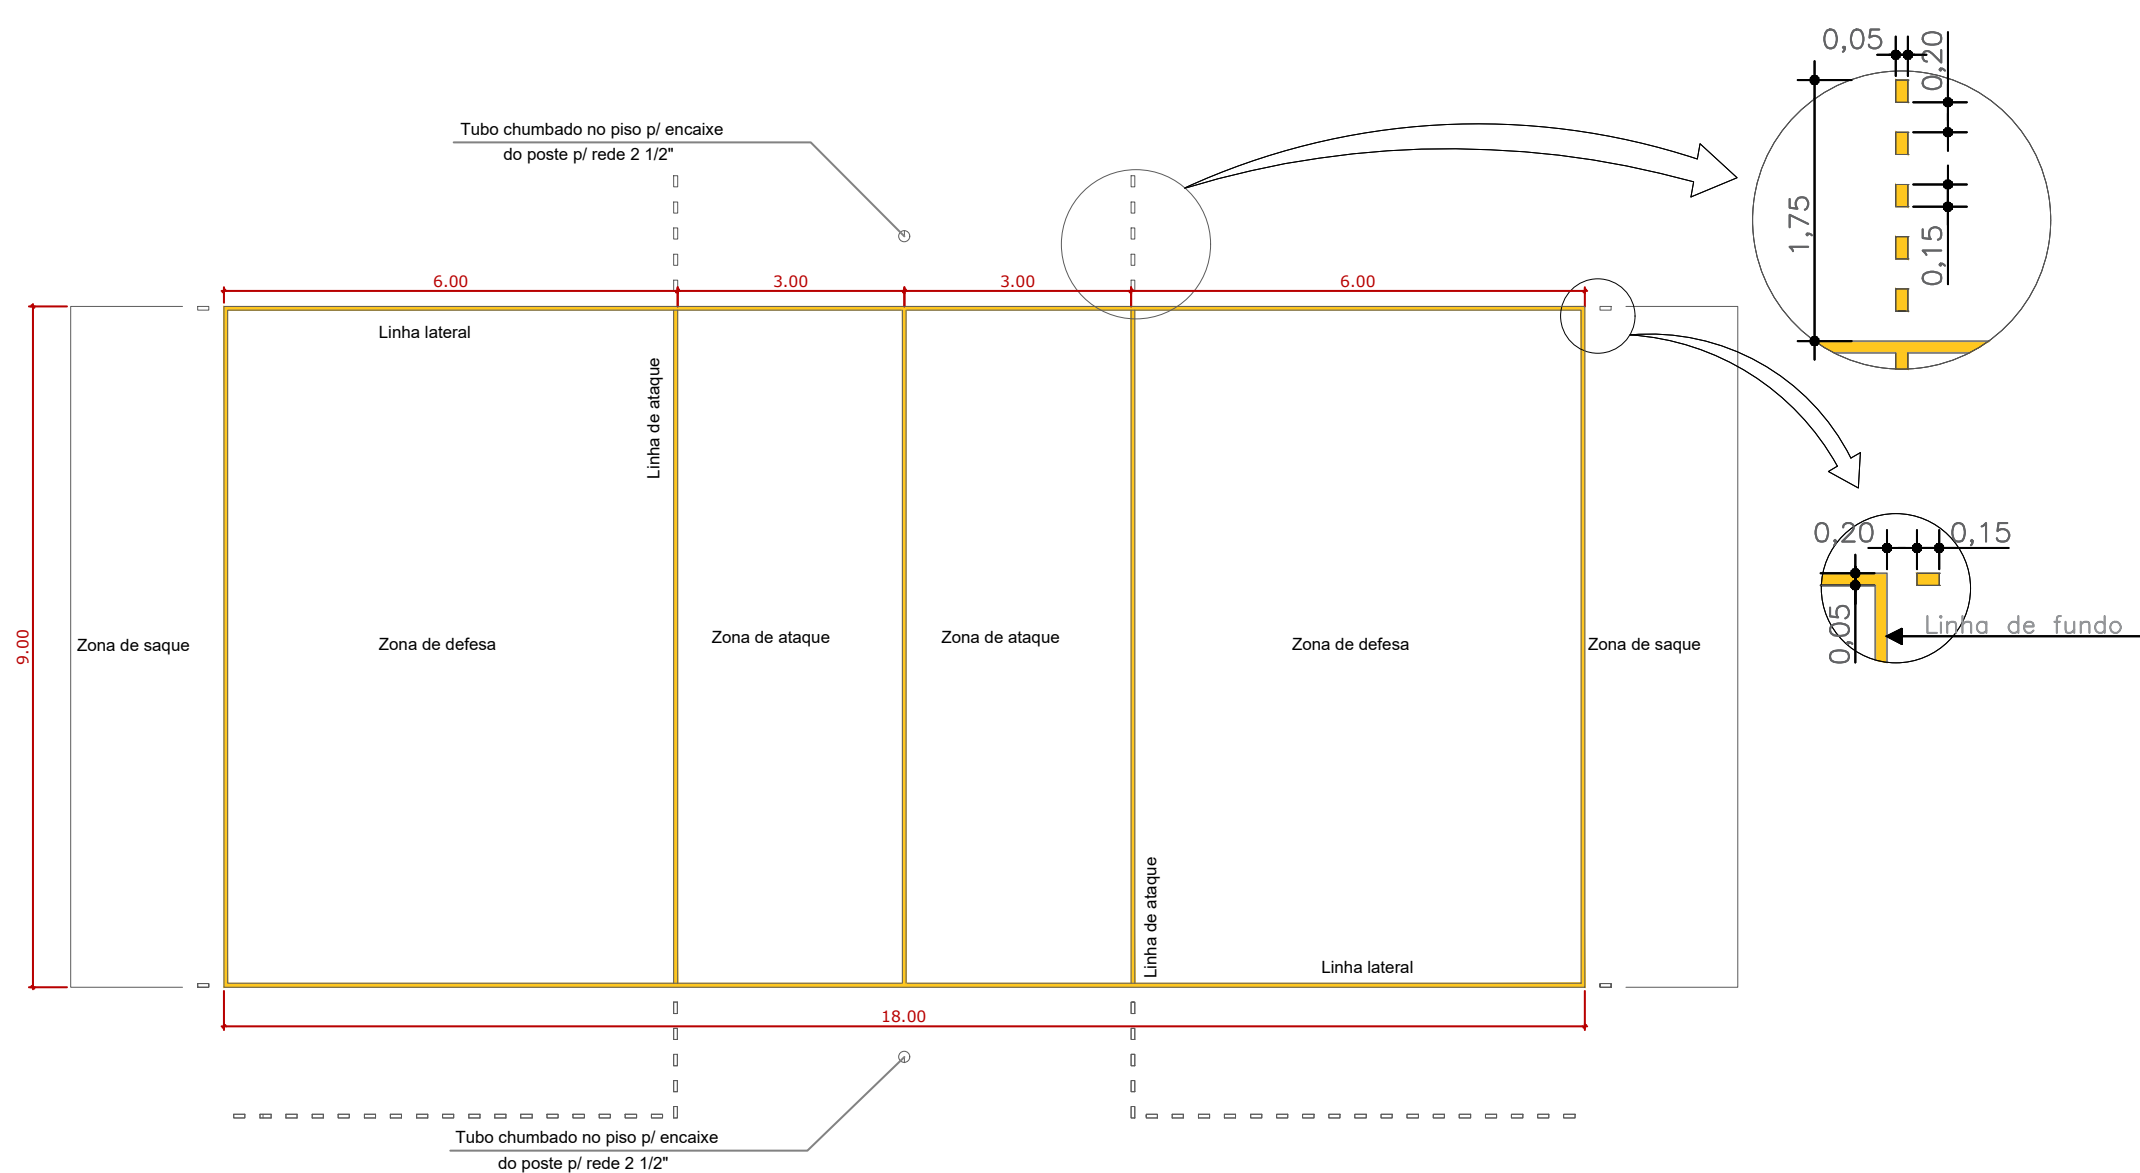 0,05
0,20
Tubo chumbado no piso p/ encaixe
do poste p/ rede 2 1/2"
1,75
0,15
6.00
3.00
3.00
6.00
Linha lateral
Linha de ataque
0,20
0,15
0,05
Linha de fundo
9.00
Zona de saque
Zona de defesa
Zona de ataque
Zona de ataque
Zona de defesa
Zona de saque
Linha de ataque
Linha lateral
18.00
Tubo chumbado no piso p/ encaixe
do poste p/ rede 2 1/2"